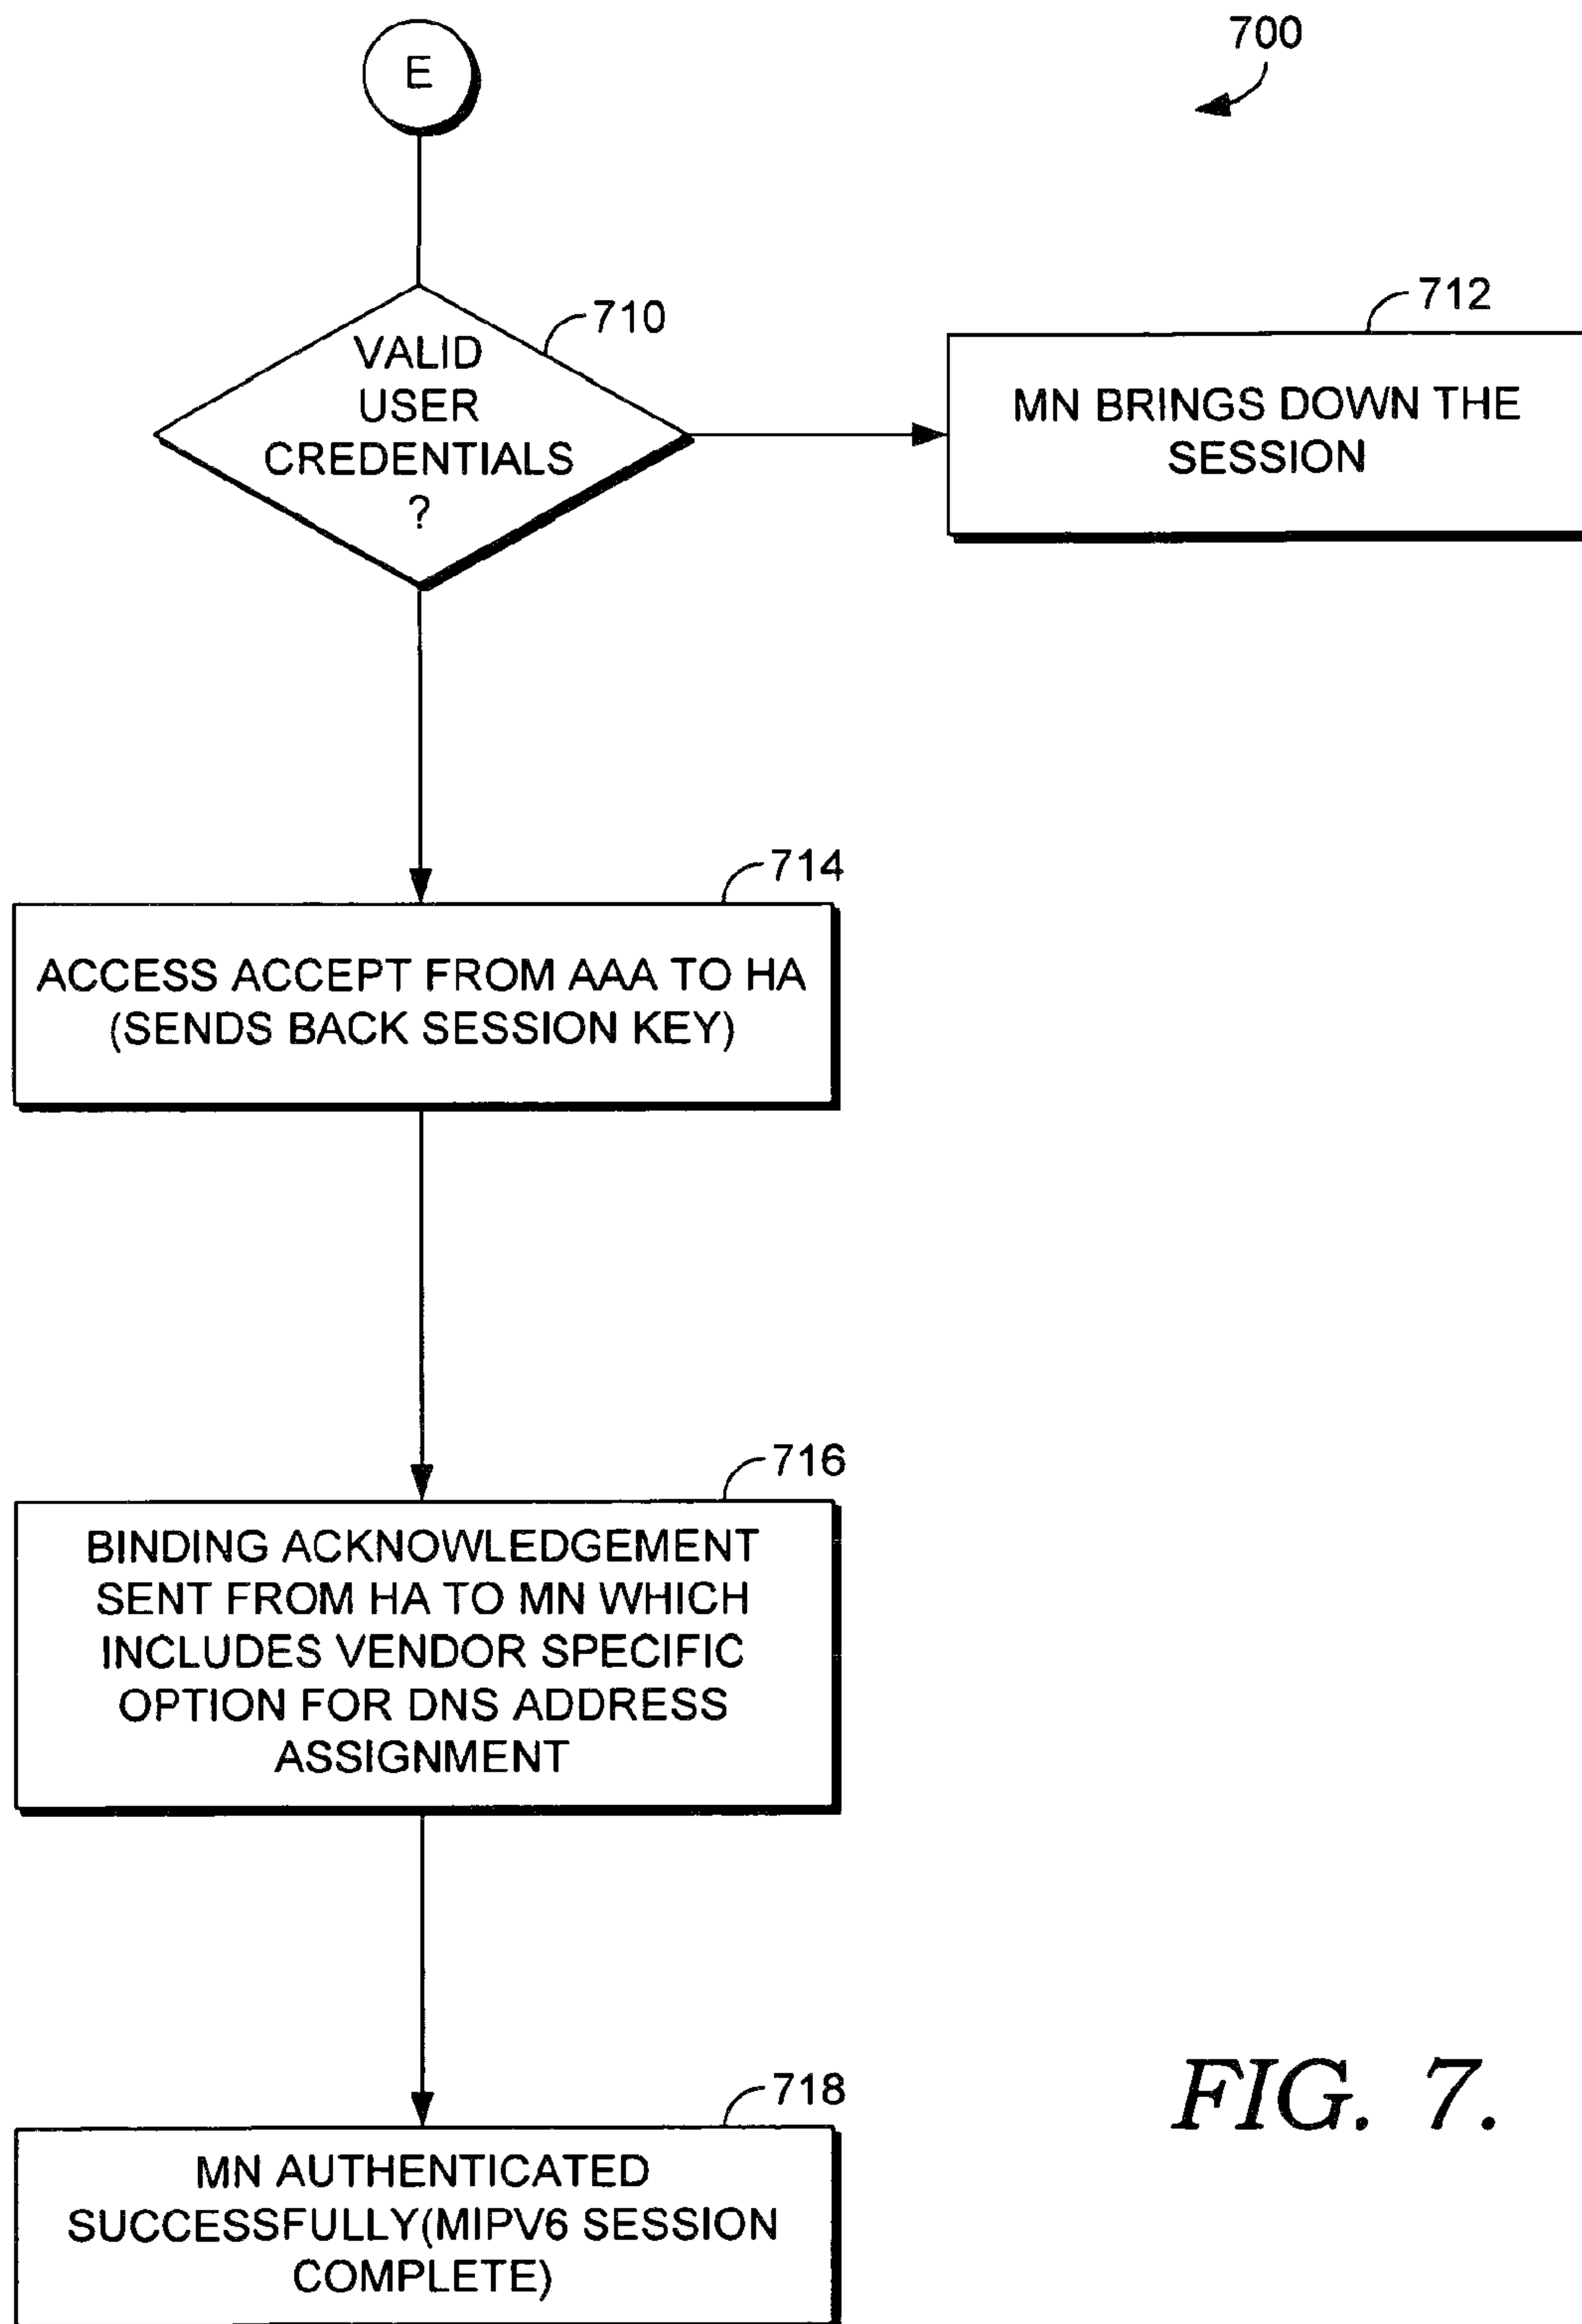 E
700
710
VALID
USER
CREDENTIALS
?
712
MN BRINGS DOWN THE
SESSION
714
ACCESS ACCEPT FROM AAA TO HA
(SENDS BACK SESSION KEY)
716
BINDING ACKNOWLEDGEMENT
SENT FROM HA TO MN WHICH
INCLUDES VENDOR SPECIFIC
OPTION FOR DNS ADDRESS
ASSIGNMENT
718
MN AUTHENTICATED
SUCCESSFULLY(MIPV6 SESSION
COMPLETE)
FIG. 7.